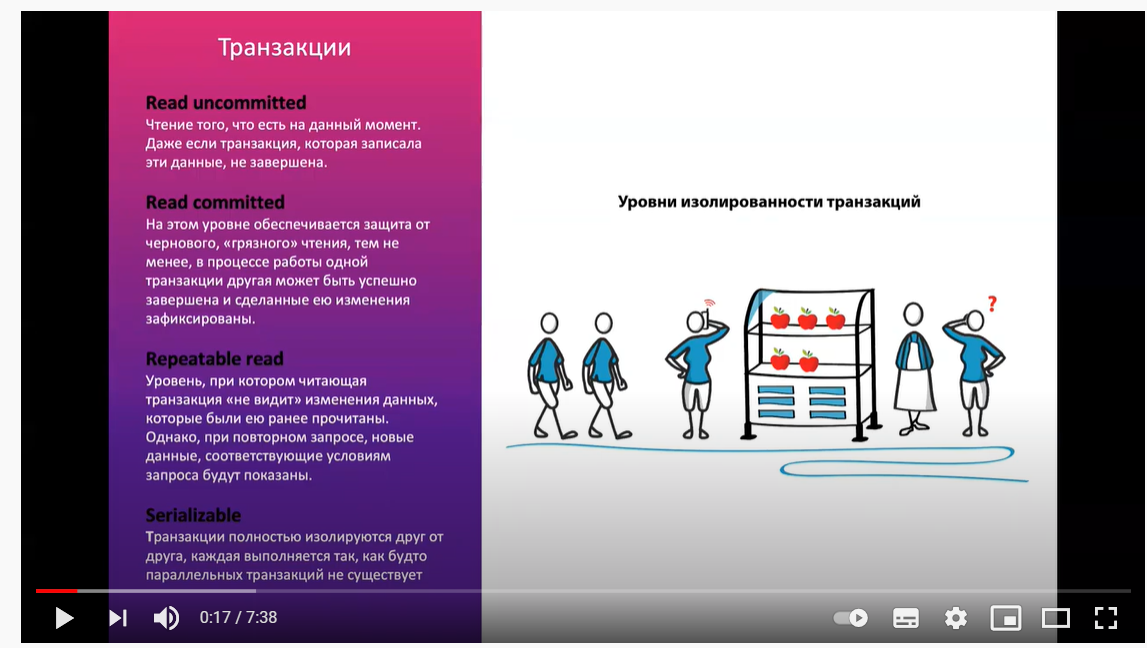 Транзакции
Read uncommitted
Чтение того, что есть на данный момент.
Даже если транзакция, которая записала
эти данные, не завершена.
Read committed
На этом уровне обеспечивается защита от
чернового, «грязного» чтения, тем не
менее, в процессе работы одной
транзакции другая может быть успешно
завершена и сделанные ею изменения
зафиксированы.
Repeatable read
Уровень, при котором читающая
транзакция «не видит» изменения данных,
которые были ею ранее прочитаны.
Однако, при повторном запросе, новые
данные, соответствующие условиям
запроса будут показаны.
Serializable
Транзакции полностью изолируются друг от
друга, каждая выполняется так, как будто
параллельных транзакций не существует
Уровни изолированности транзакций
?
0:17 / 7:38